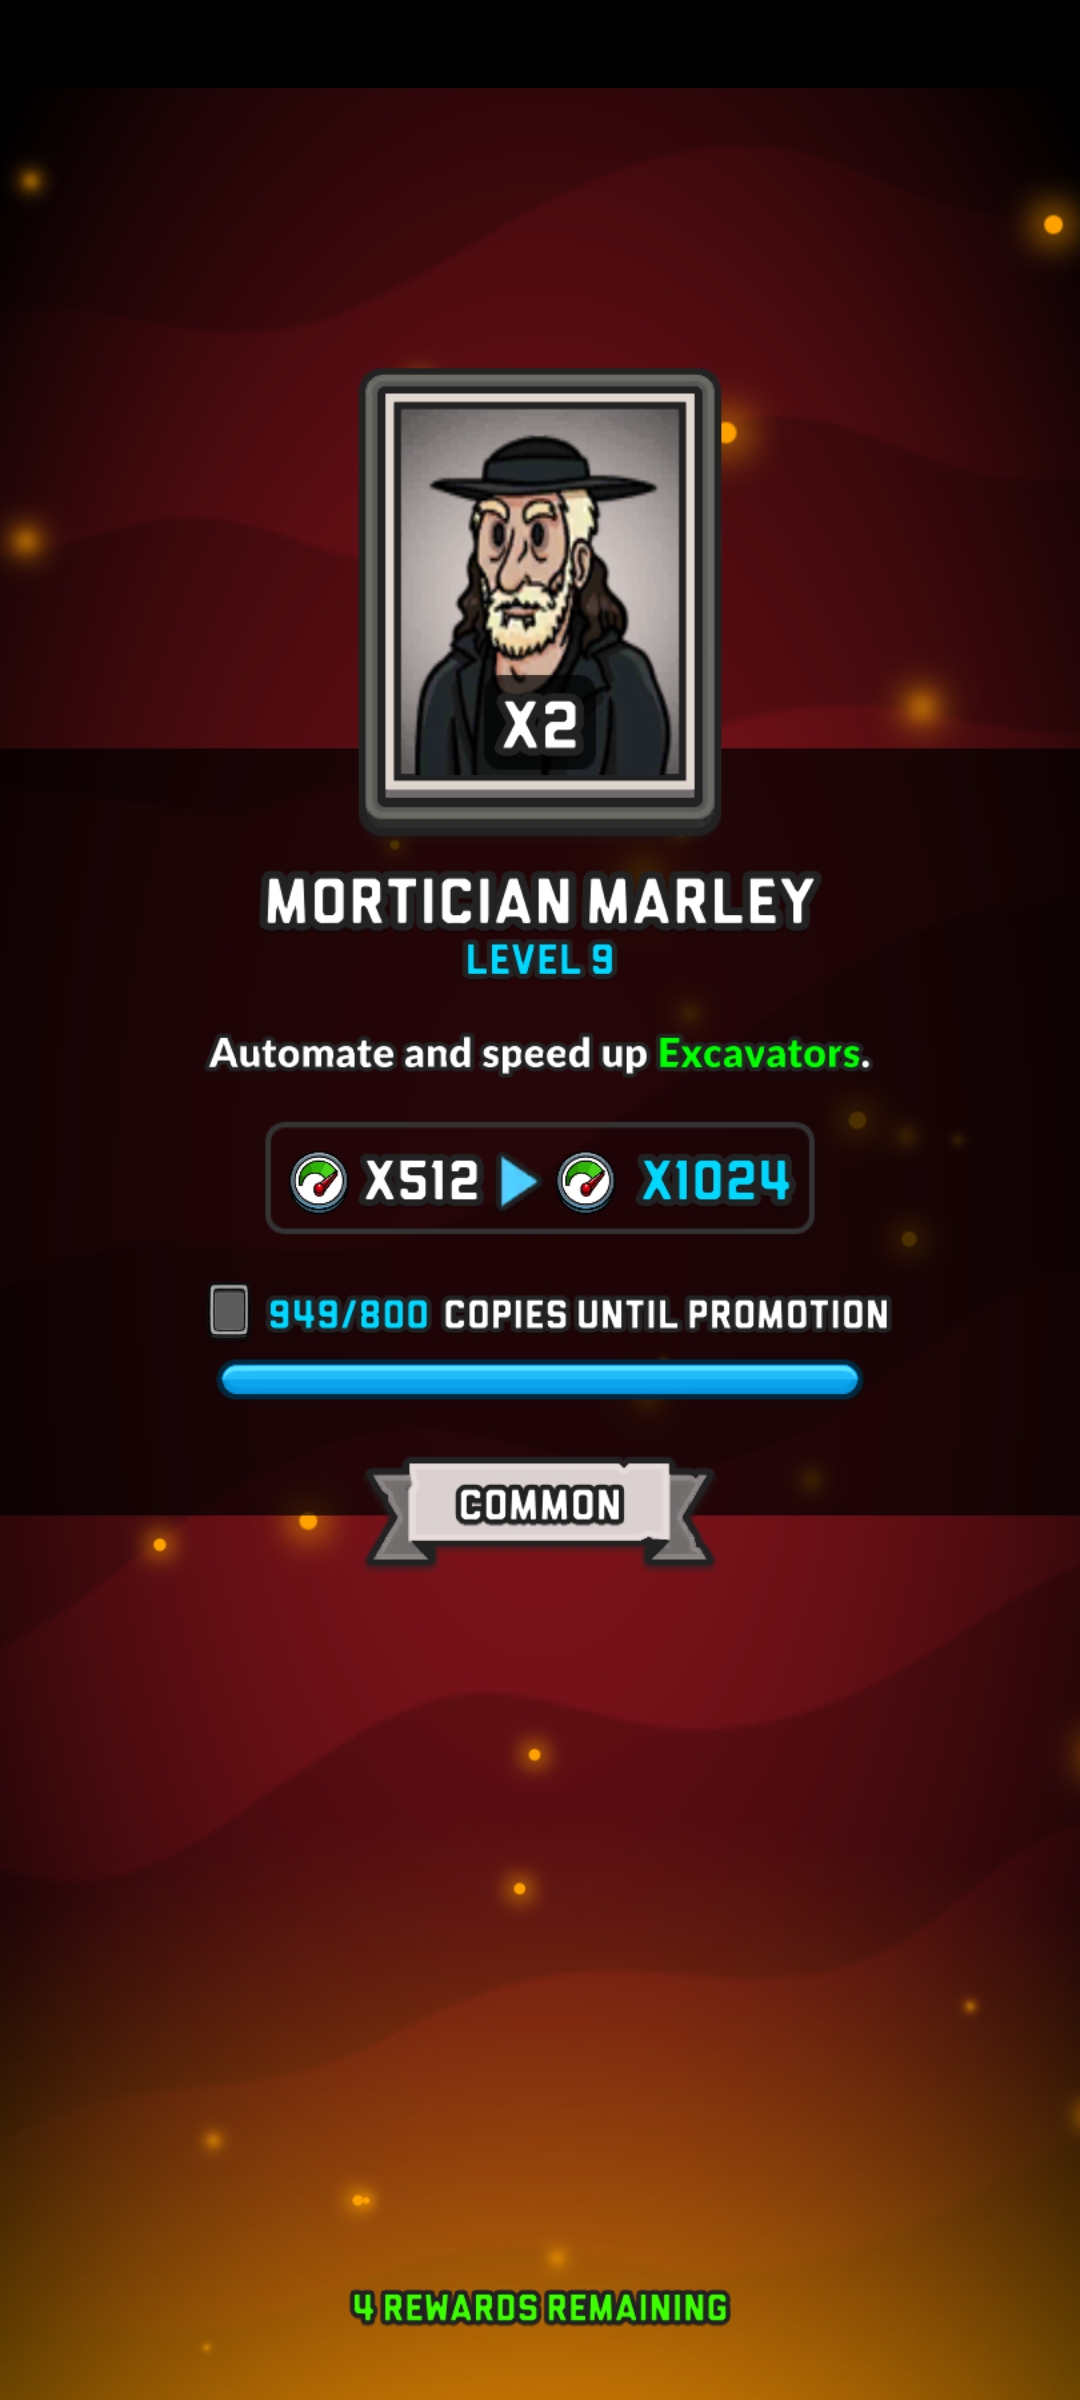 X2
MORTICIAN MARLEY
LEVEL 9
Automate and speed up Excavators.
X512 X1024
949/800 COPIES UNTIL PROMOTION
COMMON
4 REWARDS REMAINING